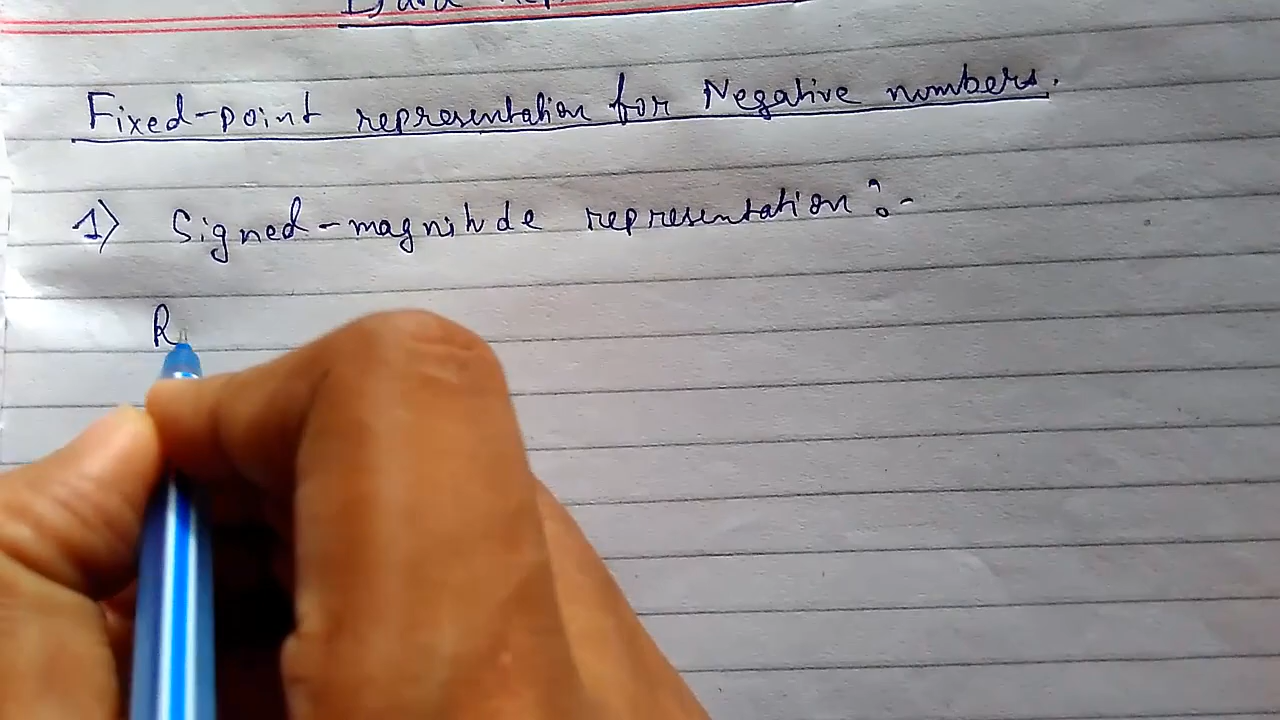 Fixed-point representation for Negative numbers.
1) Signed-magnitude representation :-
R